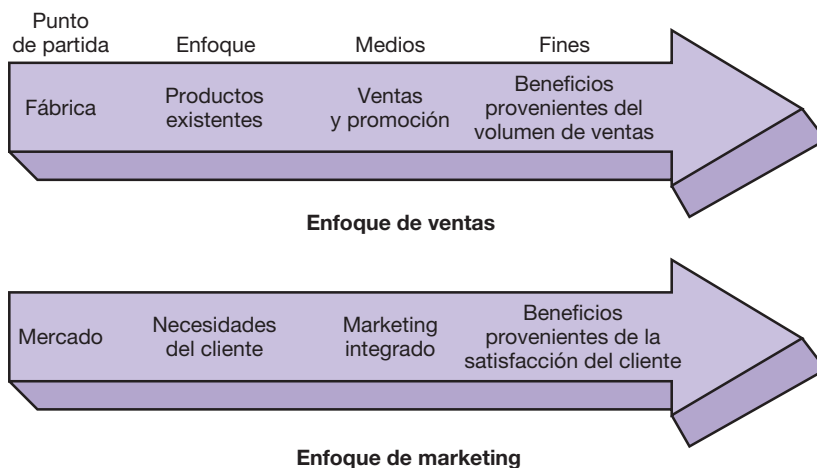 Punto
de partida
Enfoque
Medios
Fines
Fábrica
Productos
existentes
Ventas
y promoción
Beneficios
provenientes del
volumen de ventas
Enfoque de ventas
Mercado
Necesidades
del cliente
Marketing
integrado
Beneficios
provenientes de la
satisfacción del cliente
Enfoque de marketing